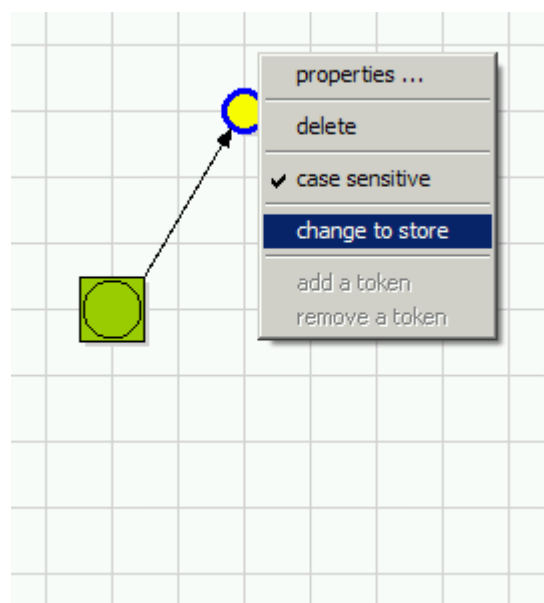 properties ...
delete
case sensitive
change to store
add a token
remove a token